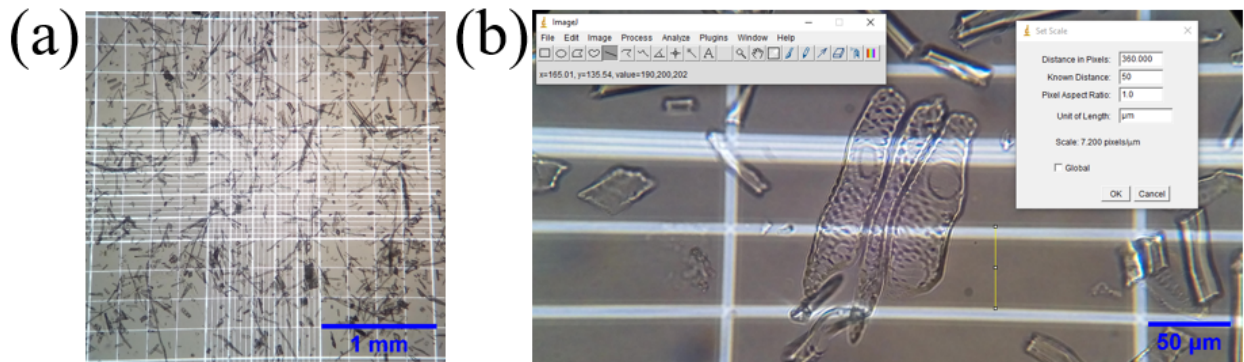 (a)
1 mm
(b)
ImageJ
File Edit Image Process Analyze Plugins Window Help
A
x=165.01, y=135.54, value=190,200,202
Set Scale
Distance in Pixels: 360.000
Known Distance: 50
Pixel Aspect Ratio: 1.0
Unit of Length: µm
Scale: 7.200 pixels/µm
Global
OK Cancel
50 µm